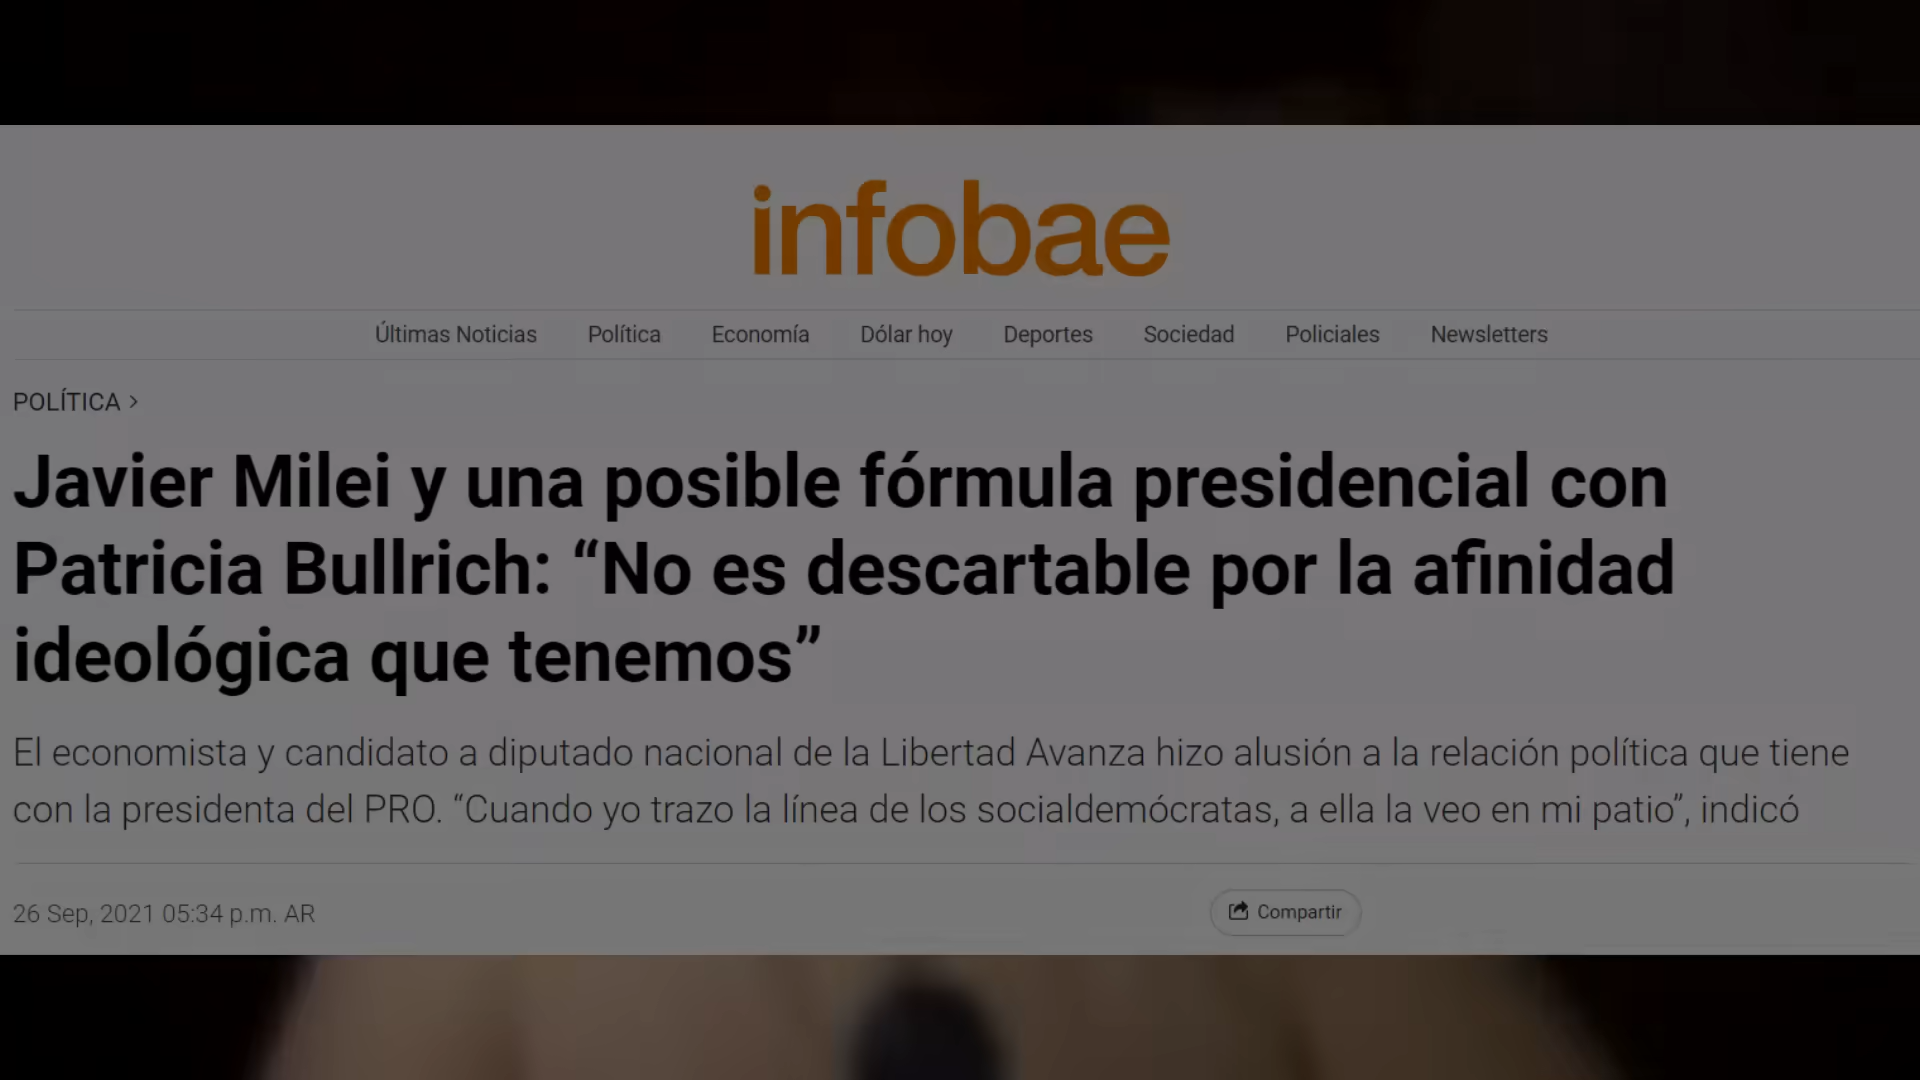 infobae
Últimas Noticias Política Economía Dólar hoy Deportes Sociedad Policiales Newsletters
POLÍTICA >
Javier Milei y una posible fórmula presidencial con
Patricia Bullrich: “No es descartable por la afinidad
ideológica que tenemos”
El economista y candidato a diputado nacional de la Libertad Avanza hizo alusión a la relación política que tiene
con la presidenta del PRO. “Cuando yo trazo la línea de los socialdemócratas, a ella la veo en mi patio”, indicó
26 Sep, 2021 05:34 p.m. AR
Compartir